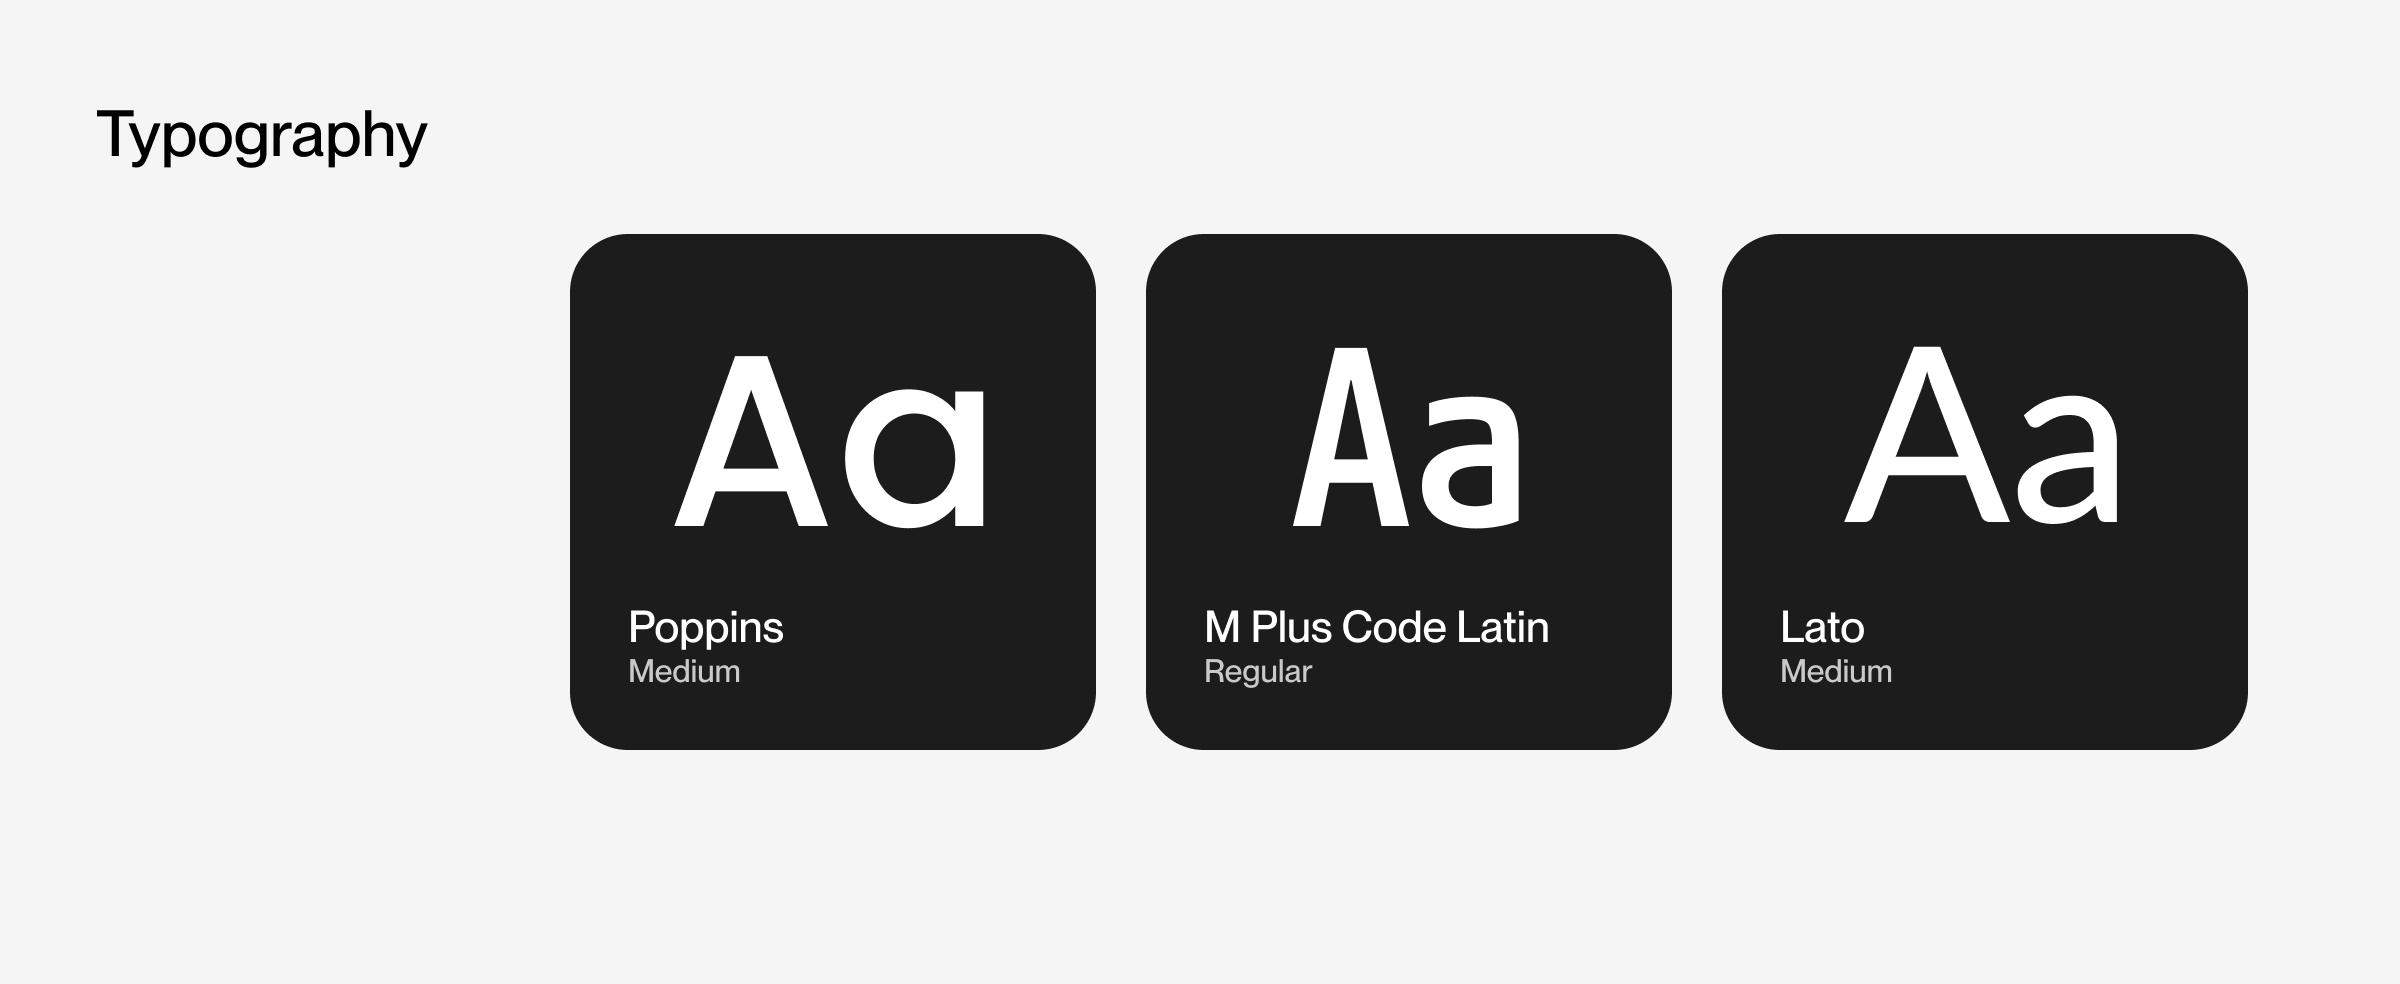 Typography
Aa
Poppins
Medium
Aa
M Plus Code Latin
Regular
Aa
Lato
Medium